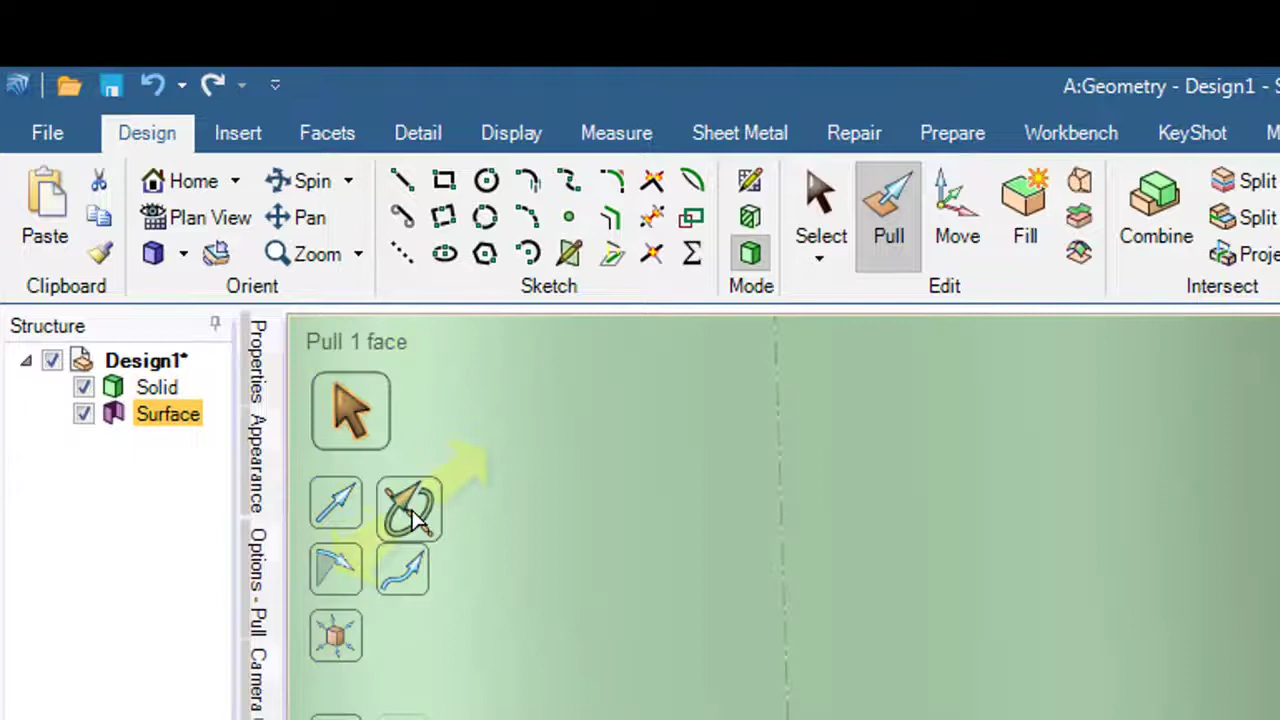 A:Geometry - Design1 - S
File Design Insert Facets Detail Display Measure Sheet Metal Repair Prepare Workbench KeyShot M
Home Spin Split
Plan View Pan Split
Paste Select Pull Move Fill Combine
Zoom Proje
Clipboard Orient Sketch Mode Edit Intersect
Structure
Design1*
Solid
Surface
Properties
Appearance
Options - Pull
Camera
Pull 1 face